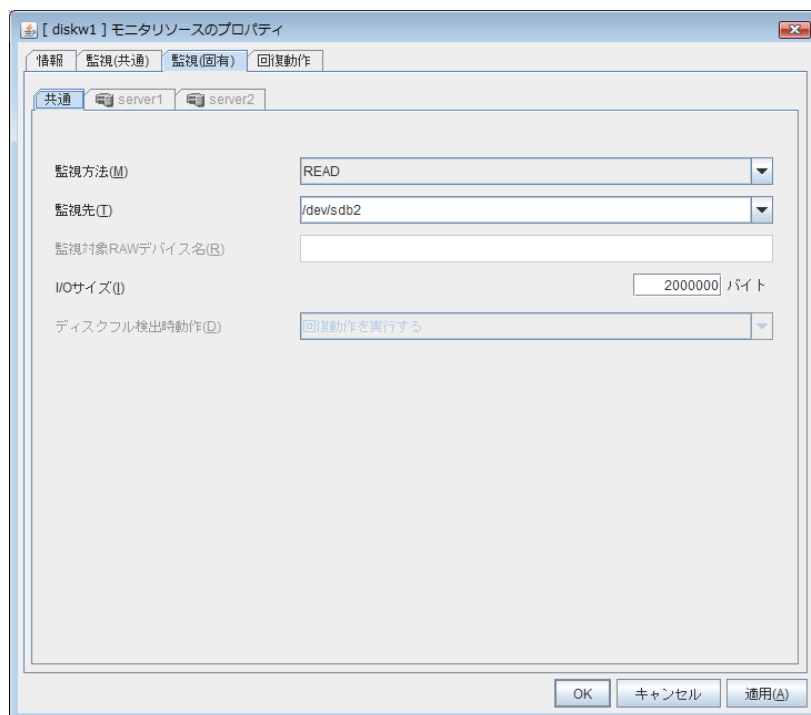 [ diskw1 ] モニタリソースのプロパティ
情報 監視(共通) 監視(固有) 回復動作
共通 server1 server2
監視方法(M) READ
監視先(T) /dev/sdb2
監視対象RAWデバイス名(R)
I/Oサイズ(I) 2000000 バイト
ディスクフル検出時動作(D) 回復動作を実行する
OK キャンセル 適用(A)